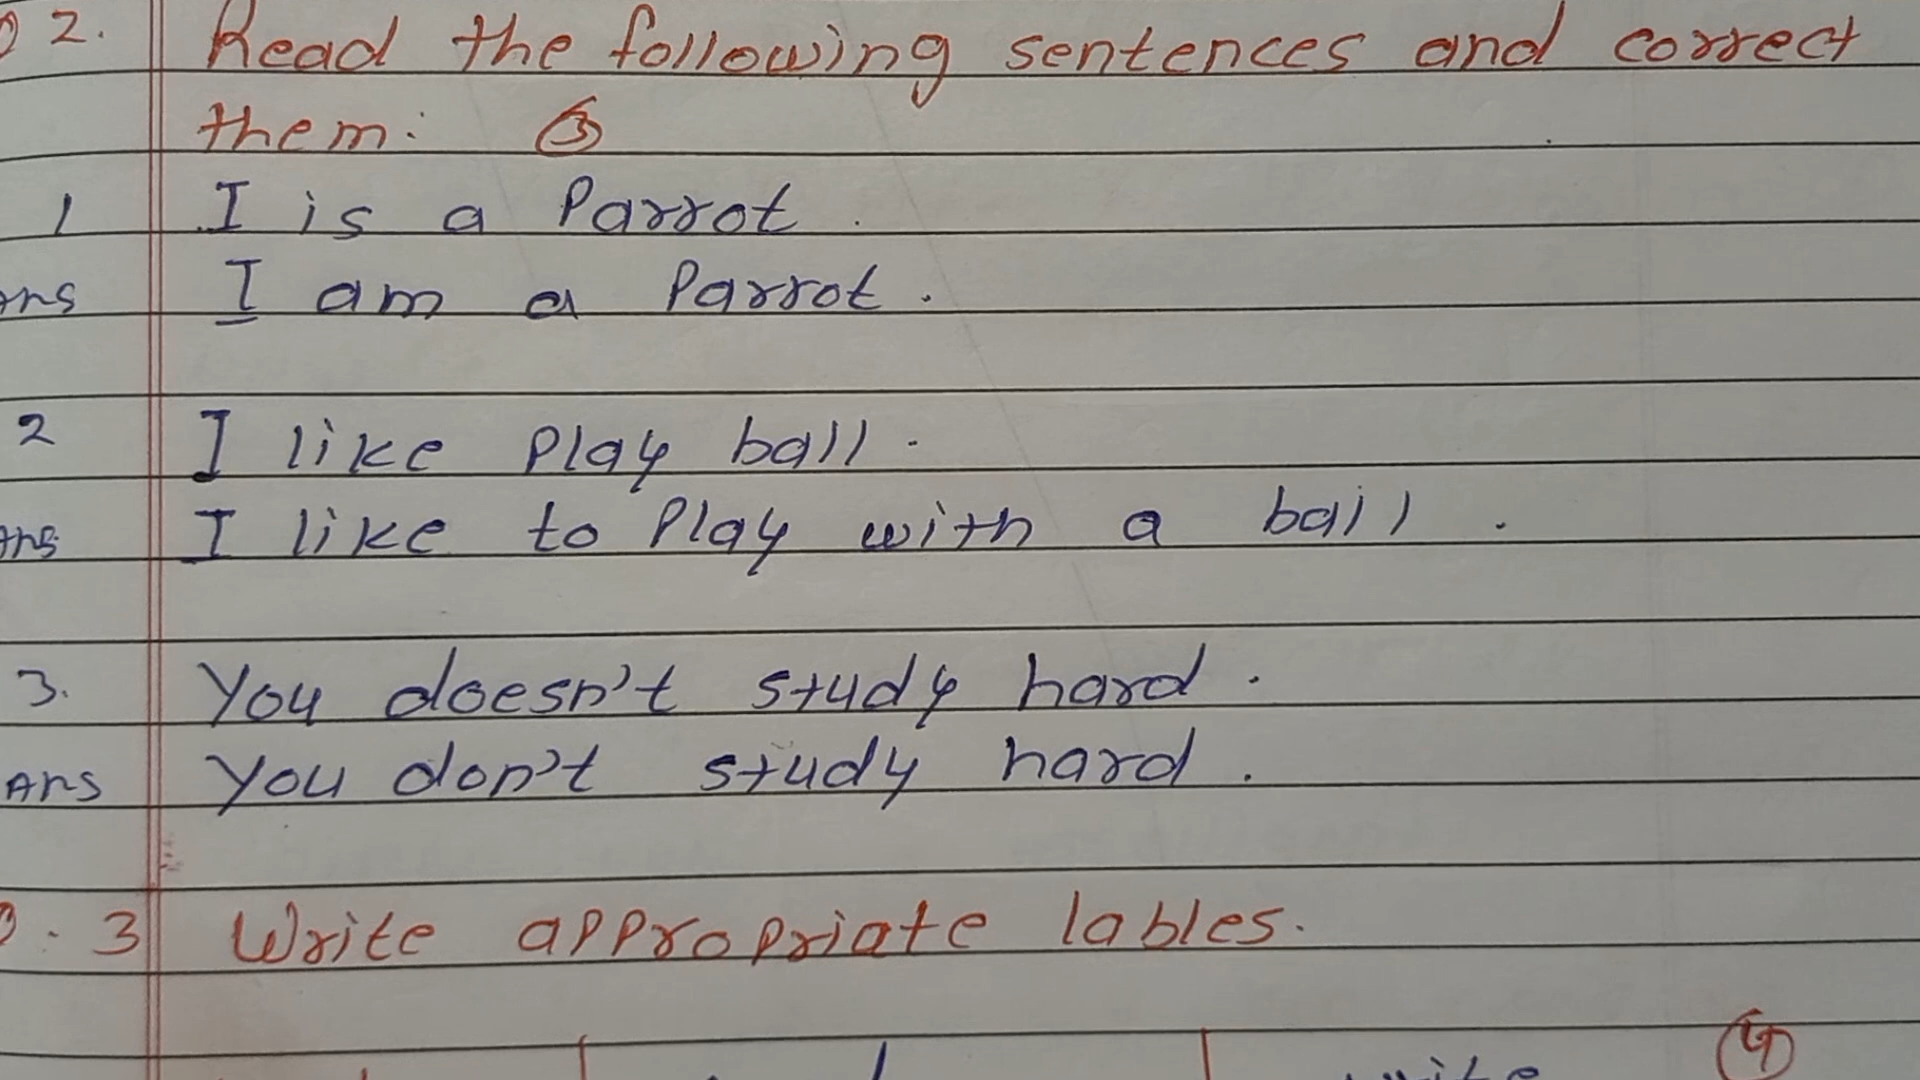 2. Read the following sentences and correct
them: 3
1 I is a Parrot.
Ans I am a Parrot.
2 I like Play ball.
Ans I like to Play with a ball.
3. You doesn't study hard.
Ans You don't study hard.
3 Write appropriate lables.
4